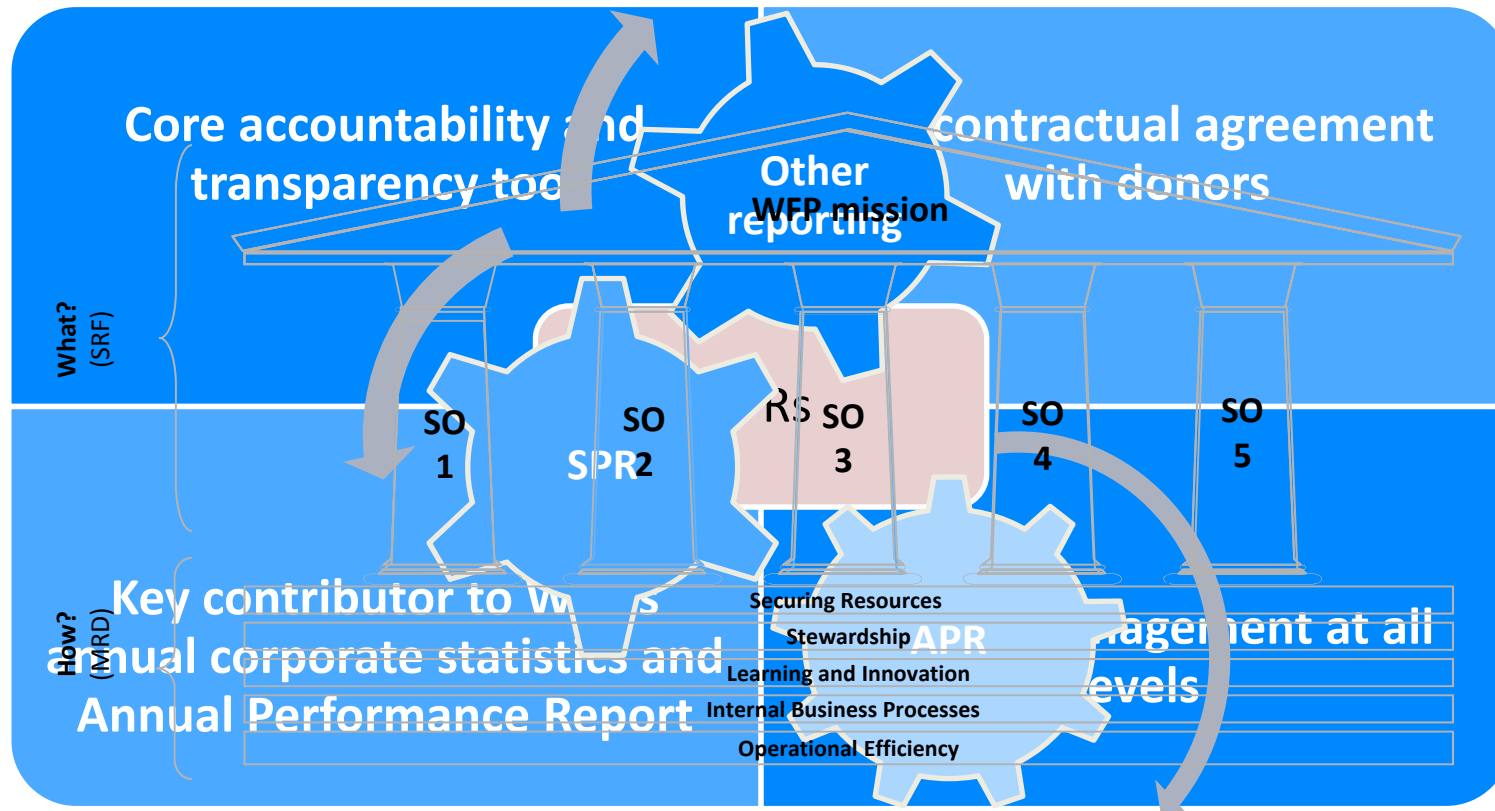 Core accountability and
transparency too
contractual agreement
with donors
Other
reporting
WFP mission
What?
(SRF)
Rs
SO
1
SO
2
SO
3
SO
4
SO
5
SPR
Key contributor to
annual corporate statistics and
Annual Performance Report
at all
APR
How?
(MRD)
Securing Resources
Stewardship
Learning and Innovation
Internal Business Processes
Operational Efficiency